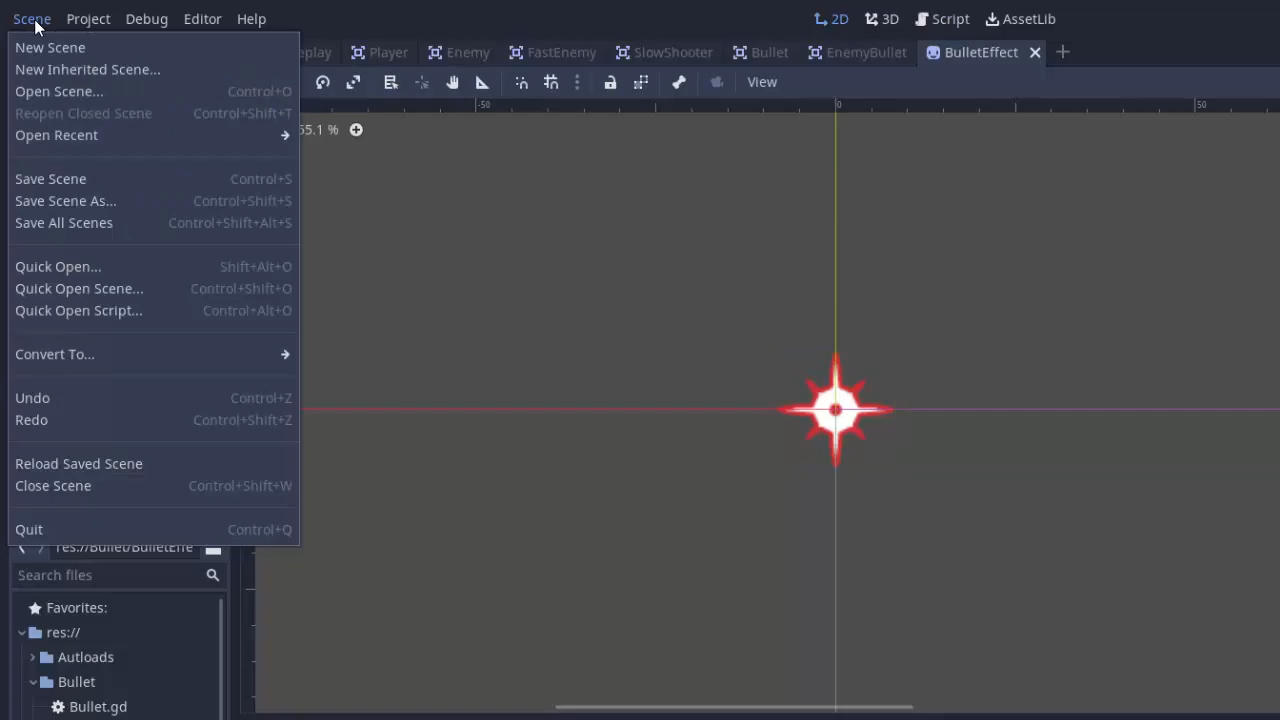 Scene Project Debug Editor Help 2D 3D Script AssetLib
New Scene
New Inherited Scene...
Open Scene... Control+O
Reopen Closed Scene Control+Shift+T
Open Recent
Save Scene Control+S
Save Scene As... Control+Shift+S
Save All Scenes Control+Shift+Alt+S
Quick Open... Shift+Alt+O
Quick Open Scene... Control+Shift+O
Quick Open Script... Control+Alt+O
Convert To...
Undo Control+Z
Redo Control+Shift+Z
Reload Saved Scene
Close Scene Control+Shift+W
Quit Control+Q
Player Enemy FastEnemy SlowShooter Bullet EnemyBullet BulletEffect
View
-50 0 50
55.1 %
res://Bullet/BulletEffe
Search files
Favorites:
res://
Autloads
Bullet
Bullet.gd